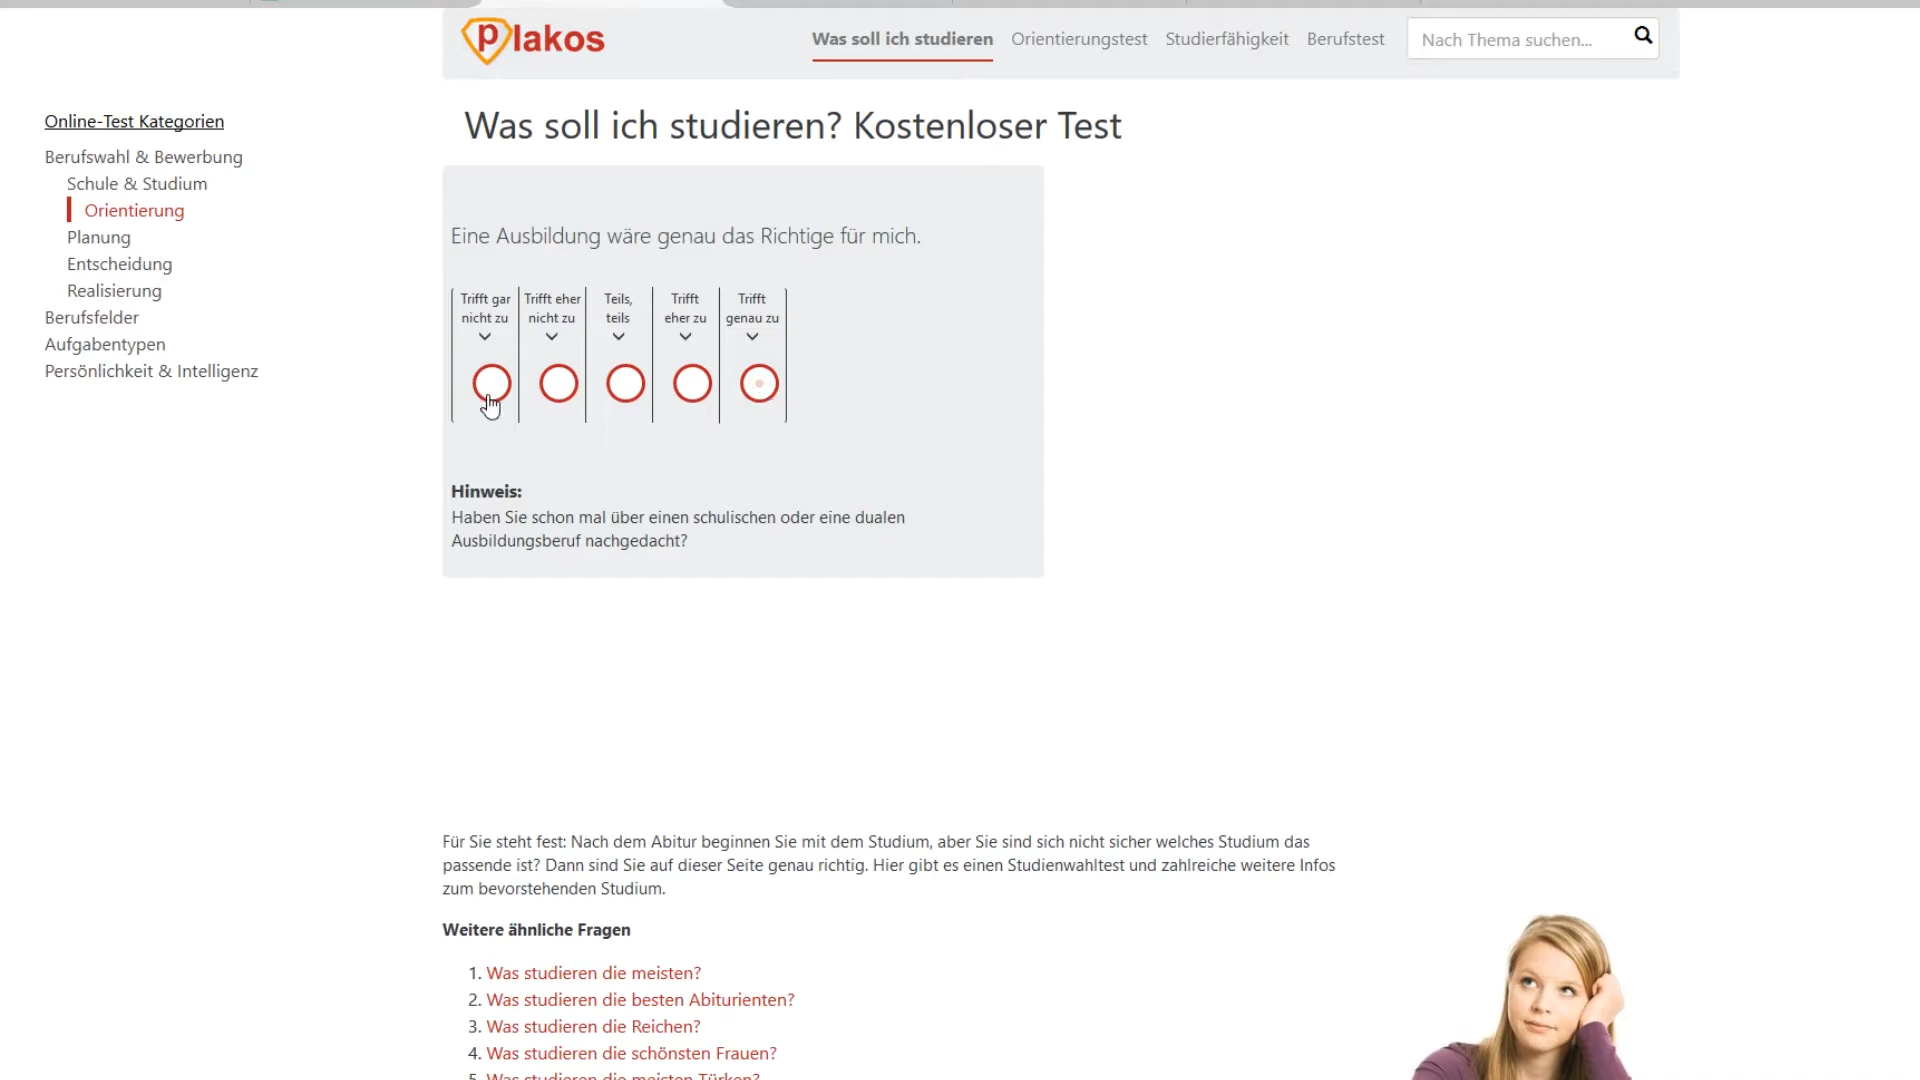 plakos
Was soll ich studieren
Orientierungstest
Studierfähigkeit
Berufstest
Nach Thema suchen...
Online-Test Kategorien
Berufswahl & Bewerbung
Schule & Studium
Orientierung
Planung
Entscheidung
Realisierung
Berufsfelder
Aufgabentypen
Persönlichkeit & Intelligenz
Was soll ich studieren? Kostenloser Test
Eine Ausbildung wäre genau das Richtige für mich.
Trifft gar nicht zu
Trifft eher nicht zu
Teils, teils
Trifft eher zu
Trifft genau zu
Hinweis:
Haben Sie schon mal über einen schulischen oder eine dualen
Ausbildungsberuf nachgedacht?
Für Sie steht fest: Nach dem Abitur beginnen Sie mit dem Studium, aber Sie sind sich nicht sicher welches Studium das
passende ist? Dann sind Sie auf dieser Seite genau richtig. Hier gibt es einen Studienwahltest und zahlreiche weitere Infos
zum bevorstehenden Studium.
Weitere ähnliche Fragen
1. Was studieren die meisten?
2. Was studieren die besten Abiturienten?
3. Was studieren die Reichen?
4. Was studieren die schönsten Frauen?
5. Was studieren die meisten Türken?